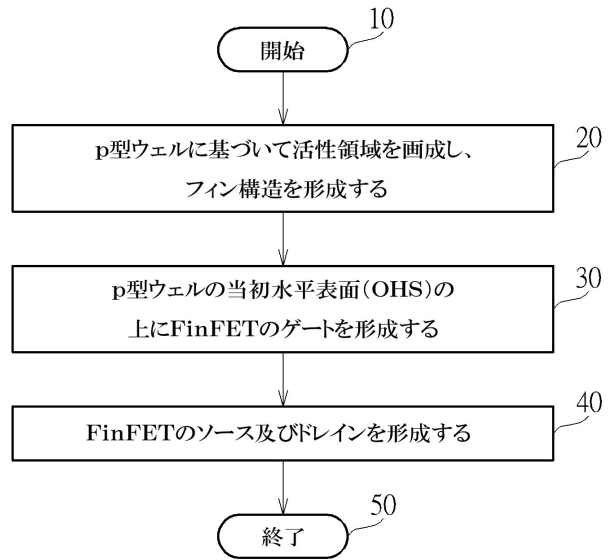 10
開始
20
p型ウェルに基づいて活性領域を画成し、
フィン構造を形成する
30
p型ウェルの当初水平表面(OHS)の
上にFinFETのゲートを形成する
40
FinFETのソース及びドレインを形成する
50
終了